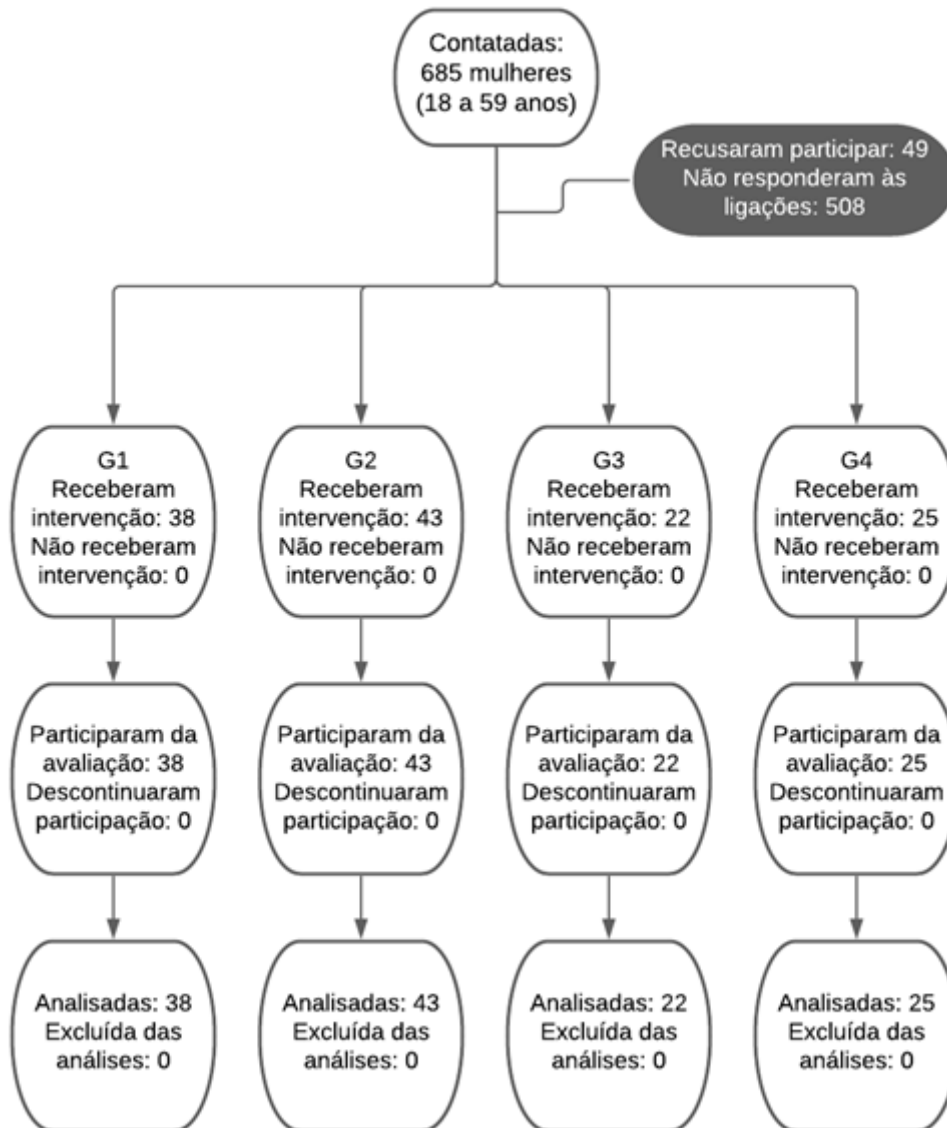 Contatadas:
685 mulheres
(18 a 59 anos)
Recusaram participar: 49
Não responderam às
ligações: 508
G1
Receberam
intervenção: 38
Não receberam
intervenção: 0
G2
Receberam
intervenção: 43
Não receberam
intervenção: 0
G3
Receberam
intervenção: 22
Não receberam
intervenção: 0
G4
Receberam
intervenção: 25
Não receberam
intervenção: 0
Participaram da
avaliação: 38
Descontinuaram
participação: 0
Participaram da
avaliação: 43
Descontinuaram
participação: 0
Participaram da
avaliação: 22
Descontinuaram
participação: 0
Participaram da
avaliação: 25
Descontinuaram
participação: 0
Analisadas: 38
Excluída das
análises: 0
Analisadas: 43
Excluída das
análises: 0
Analisadas: 22
Excluída das
análises: 0
Analisadas: 25
Excluída das
análises: 0